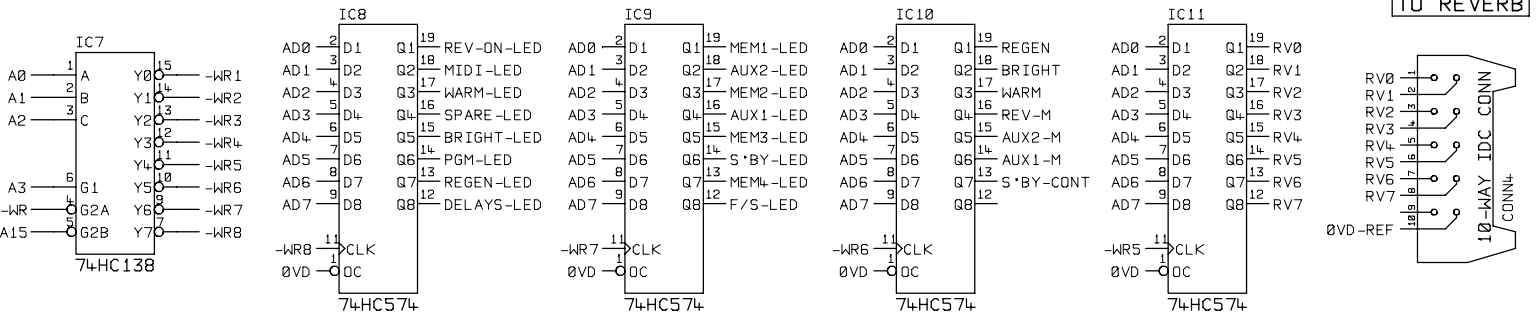 TO REVERB
IC7
A0 1 A Y0 15 -WR1
A1 2 B Y1 14 -WR2
A2 3 C Y2 13 -WR3
Y3 12 -WR4
Y4 11 -WR5
A3 6 G1 Y5 10 -WR6
-WR 4 G2A Y6 9 -WR7
A15 5 G2B Y7 7 -WR8
74HC138
IC8
AD0 2 D1 Q1 19 REV-ON-LED
AD1 3 D2 Q2 18 MIDI-LED
AD2 4 D3 Q3 17 WARM-LED
AD3 5 D4 Q4 16 SPARE-LED
AD4 6 D5 Q5 15 BRIGHT-LED
AD5 7 D6 Q6 14 PGM-LED
AD6 8 D7 Q7 13 REGEN-LED
AD7 9 D8 Q8 12 DELAYS-LED
-WR8 11 CLK
0VD 1 OC
74HC574
IC9
AD0 2 D1 Q1 19 MEM1-LED
AD1 3 D2 Q2 18 AUX2-LED
AD2 4 D3 Q3 17 MEM2-LED
AD3 5 D4 Q4 16 AUX1-LED
AD4 6 D5 Q5 15 MEM3-LED
AD5 7 D6 Q6 14 S'BY-LED
AD6 8 D7 Q7 13 MEM4-LED
AD7 9 D8 Q8 12 F/S-LED
-WR7 11 CLK
0VD 1 OC
74HC574
IC10
AD0 2 D1 Q1 19 REGEN
AD1 3 D2 Q2 18 BRIGHT
AD2 4 D3 Q3 17 WARM
AD3 5 D4 Q4 16 REV-M
AD4 6 D5 Q5 15 AUX2-M
AD5 7 D6 Q6 14 AUX1-M
AD6 8 D7 Q7 13 S'BY-CONT
AD7 9 D8 Q8 12
-WR6 11 CLK
0VD 1 OC
74HC574
IC11
AD0 2 D1 Q1 19 RV0
AD1 3 D2 Q2 18 RV1
AD2 4 D3 Q3 17 RV2
AD3 5 D4 Q4 16 RV3
AD4 6 D5 Q5 15 RV4
AD5 7 D6 Q6 14 RV5
AD6 8 D7 Q7 13 RV6
AD7 9 D8 Q8 12 RV7
-WR5 11 CLK
0VD 1 OC
74HC574
RV0 1
RV1 2
RV2 3
RV3 4
RV4 5
RV5 6
RV6 7
RV7 8
9
0VD-REF 10
10-WAY IDC CONN
CONN4